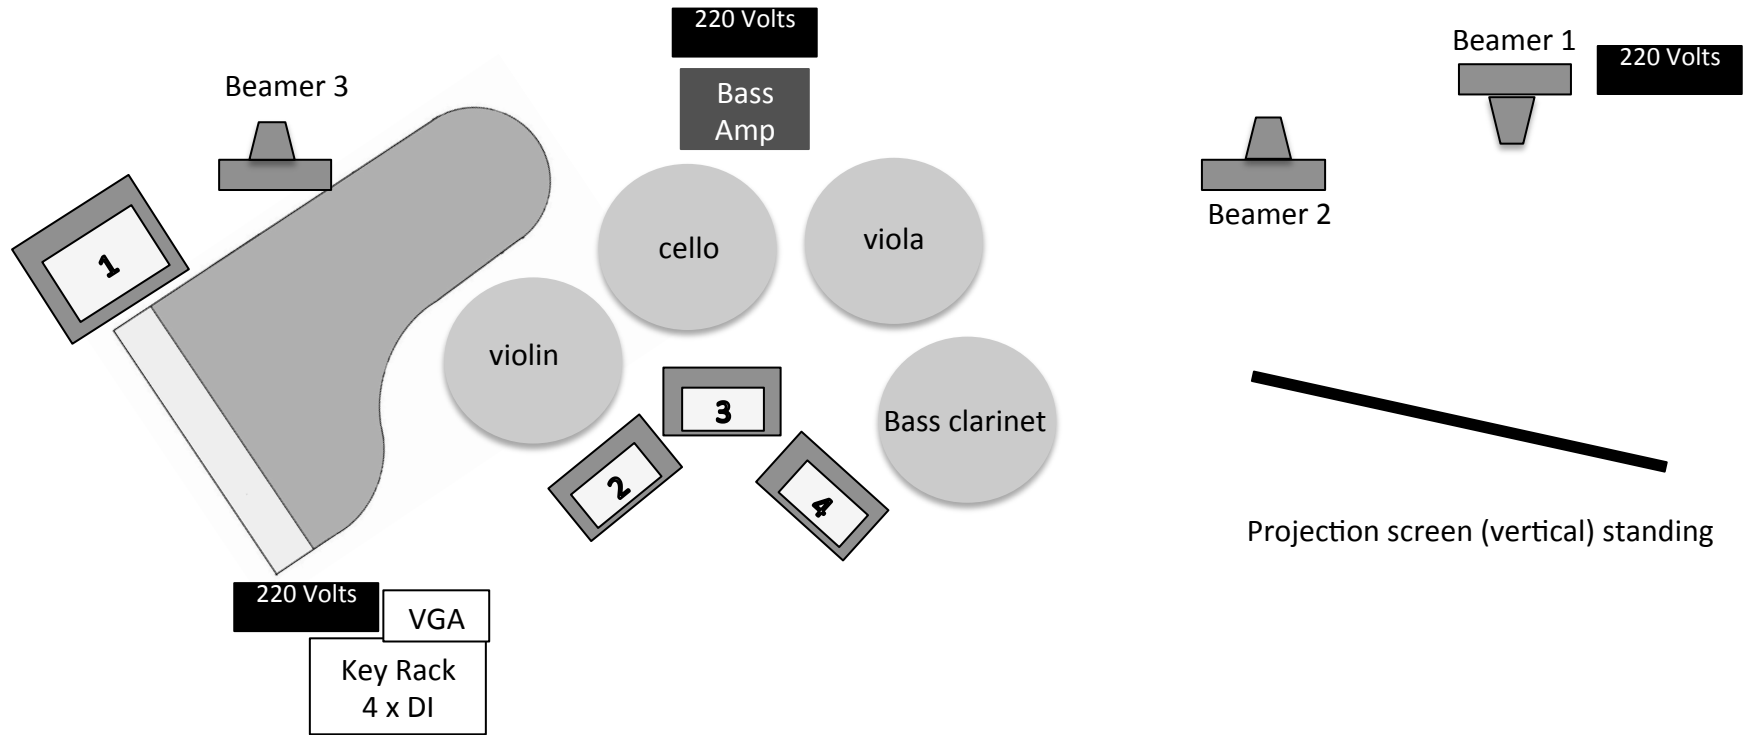 220 Volts
Beamer 1
220 Volts
Beamer 3
Bass
Amp
Beamer 2
1
cello
viola
violin
3
Bass clarinet
2
4
Projection screen (vertical) standing
220 Volts
VGA
Key Rack
4 x DI